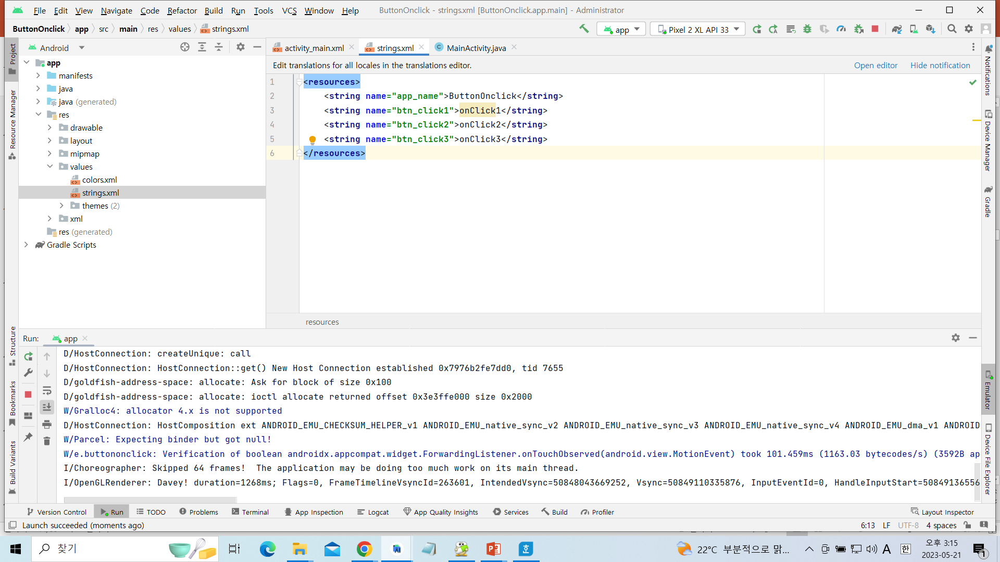 File Edit View Navigate Code Refactor Build Run Tools VCS Window Help ButtonOnclick - strings.xml [ButtonOnclick.app.main] - Administrator
ButtonOnclick app src main res values strings.xml app Pixel 2 XL API 33
Project
Resource Manager
Structure
Bookmarks
Build Variants
Android
app
manifests
java
java (generated)
res
drawable
layout
mipmap
values
colors.xml
strings.xml
themes (2)
xml
res (generated)
Gradle Scripts
activity_main.xml strings.xml MainActivity.java
Edit translations for all locales in the translations editor. Open editor Hide notification
1 <resources>
2 <string name="app_name">ButtonOnclick</string>
3 <string name="btn_click1">onClick1</string>
4 <string name="btn_click2">onClick2</string>
5 <string name="btn_click3">onClick3</string>
6 </resources>
resources
Notifications
Device Manager
Gradle
Emulator
Device File Explorer
Run: app
D/HostConnection: createUnique: call
D/HostConnection: HostConnection::get() New Host Connection established 0x7976b2fe7dd0, tid 7655
D/goldfish-address-space: allocate: Ask for block of size 0x100
D/goldfish-address-space: allocate: ioctl allocate returned offset 0x3e3ffe000 size 0x2000
W/Gralloc4: allocator 4.x is not supported
D/HostConnection: HostComposition ext ANDROID_EMU_CHECKSUM_HELPER_v1 ANDROID_EMU_native_sync_v2 ANDROID_EMU_native_sync_v3 ANDROID_EMU_native_sync_v4 ANDROID_EMU_dma_v1 ANDROID
W/Parcel: Expecting binder but got null!
W/e.buttononclick: Verification of boolean androidx.appcompat.widget.ForwardingListener.onTouchObserved(android.view.MotionEvent) took 101.459ms (1163.03 bytecodes/s) (3592B ap
I/Choreographer: Skipped 64 frames!  The application may be doing too much work on its main thread.
I/OpenGLRenderer: Davey! duration=1268ms; Flags=0, FrameTimelineVsyncId=263601, IntendedVsync=50848043669252, Vsync=50849110335876, InputEventId=0, HandleInputStart=50849136556
Version Control Run TODO Problems Terminal App Inspection Logcat App Quality Insights Services Build Profiler Layout Inspector
Launch succeeded (moments ago) 6:13 LF UTF-8 4 spaces
찾기 22°C 부분적으로 맑... A 한 오후 3:15
2023-05-21 1